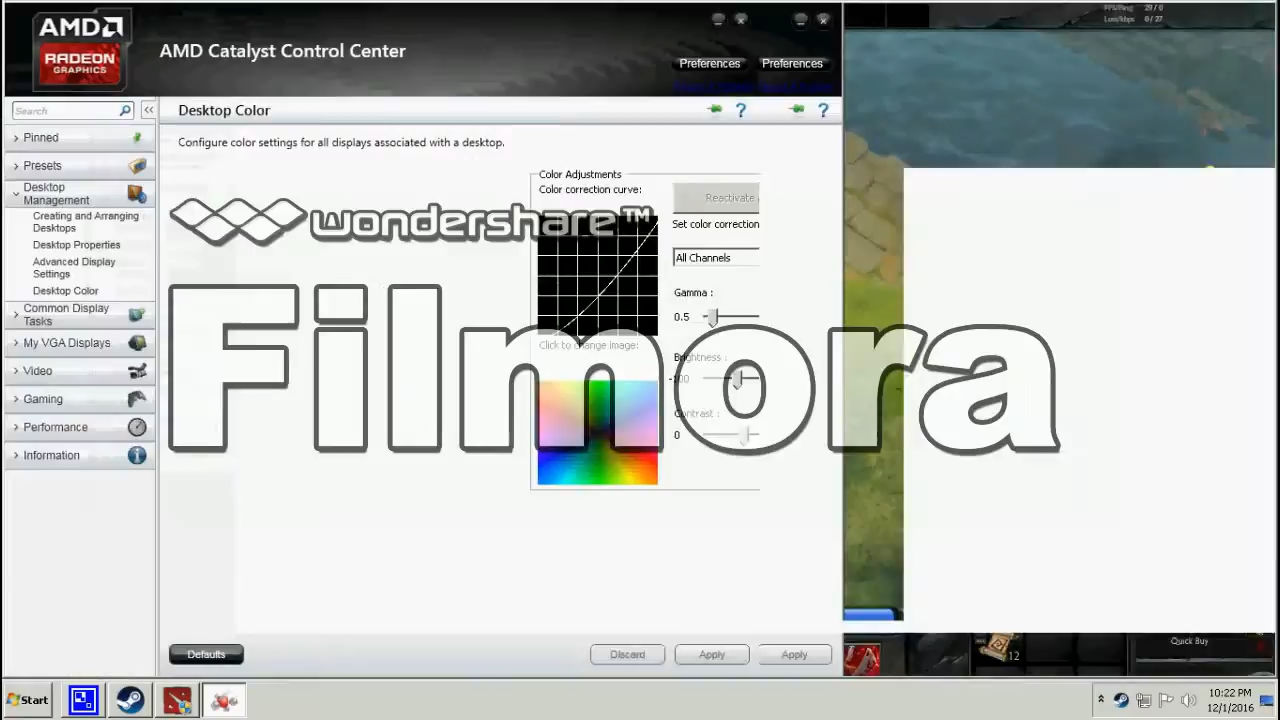 AMD
RADEON
GRAPHICS
AMD Catalyst Control Center
Preferences
Preferences
Search
Desktop Color
Pinned
Configure color settings for all displays associated with a desktop.
Presets
Desktop
Management
Creating and Arranging
Desktops
Desktop Properties
Advanced Display
Settings
Desktop Color
Common Display
Tasks
My VGA Displays
Video
Gaming
Performance
Information
Color Adjustments
Color correction curve:
Reactivate
Set color correction
All Channels
Gamma :
0.5
Click to change image:
Brightness :
-100
Contrast :
0
wondershare™
Filmora
Defaults
Discard
Apply
Apply
12
Quick Buy
Start
10:22 PM
12/1/2016